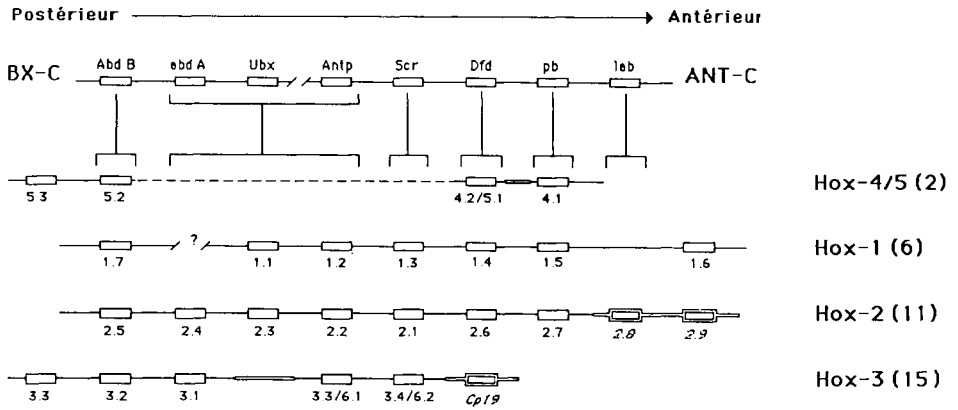 Postérieur Antérieur
BX-C Abd B abd A Ubx Antp Scr Dfd pb lab ANT-C
5.3 5.2 4.2/5.1 4.1 Hox-4/5 (2)
?
1.7 1.1 1.2 1.3 1.4 1.5 1.6 Hox-1 (6)
2.5 2.4 2.3 2.2 2.1 2.6 2.7 2.8 2.9 Hox-2 (11)
3.3 3.2 3.1 3.3/6.1 3.4/6.2 Cp19 Hox-3 (15)